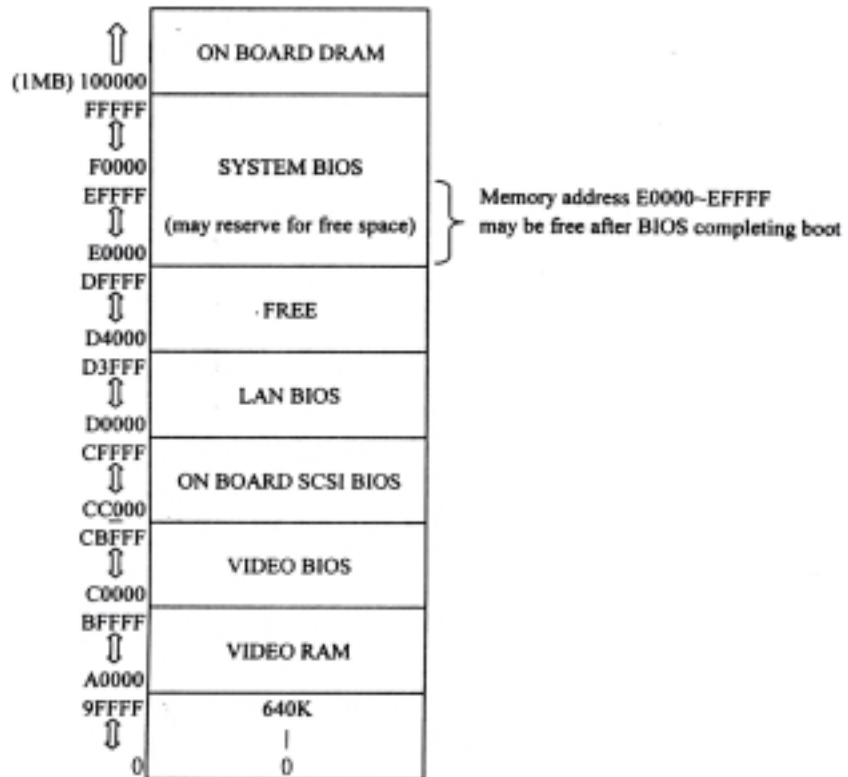 ON BOARD DRAM
(1MB) 100000
FFFFF
F0000
SYSTEM BIOS
EFFFF
(may reserve for free space)
E0000
Memory address E0000~EFFFF
may be free after BIOS completing boot
DFFFF
FREE
D4000
D3FFF
LAN BIOS
D0000
CFFFF
ON BOARD SCSI BIOS
CC000
CBFFF
VIDEO BIOS
C0000
BFFFF
VIDEO RAM
A0000
9FFFF
640K
|
0
0